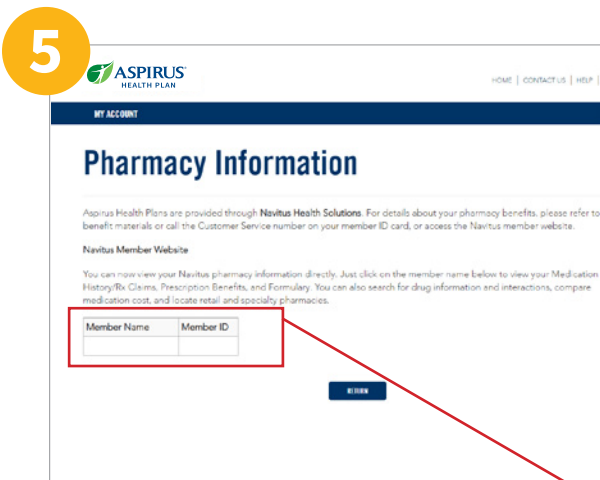 5
ASPIRUS
HEALTH PLAN
HOME | CONTACT US | HELP |
MY ACCOUNT
Pharmacy Information
Aspirus Health Plans are provided through Navitus Health Solutions. For details about your pharmacy benefits, please refer to
benefit materials or call the Customer Service number on your member ID card, or access the Navitus member website.
Navitus Member Website
You can now view your Navitus pharmacy information directly. Just click on the member name below to view your Medication
History/Rx Claims, Prescription Benefits, and Formulary. You can also search for drug information and interactions, compare
medication cost, and locate retail and specialty pharmacies.
Member Name Member ID
RETURN